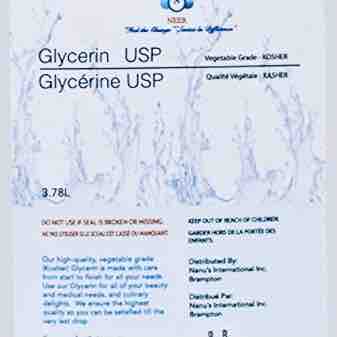 NEER
Glycerin USP
Vegetable Grade - KOSHER
Glycérine USP
Qualité Végétale : KASHER
3.78L
DO NOT USE IF SEAL IS BROKEN OR MISSING.
KEEP OUT OF REACH OF CHILDREN.
GARDER HORS DE LA PORTÉE DES
ENFANTS.
Our high-quality, vegetable grade
(Kosher) Glycerin is made with care
from start to finish for all your needs.
Use our Glycerin for all of your beauty
and medical needs, and culinary
delights. We ensure the highest
quality so you can be satisfied till the
very last drop.
Distributed By:
Nanu's International Inc.
Brampton
Distribué Par:
Nanu's International Inc.
Brampton